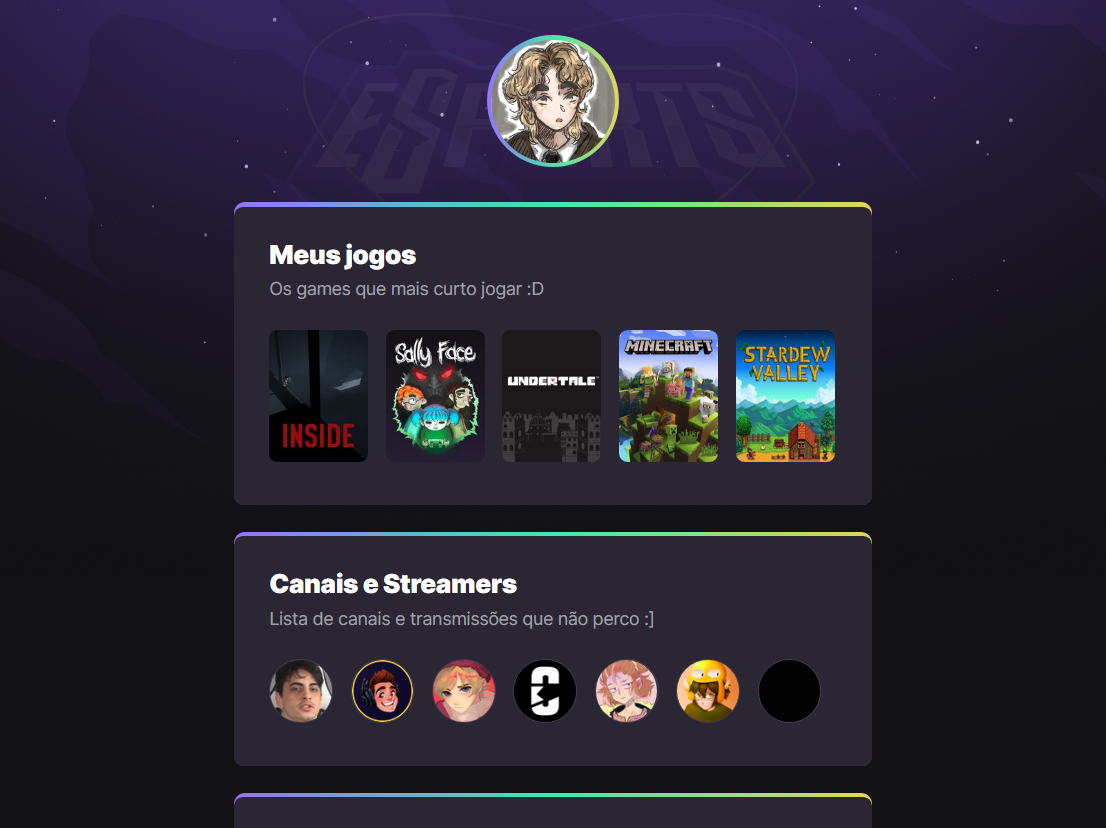 ESPORTS
Meus jogos
Os games que mais curto jogar :D
INSIDE
Sally Face
UNDERTALE
MINECRAFT
STARDEW
VALLEY
Canais e Streamers
Lista de canais e transmissões que não perco :]